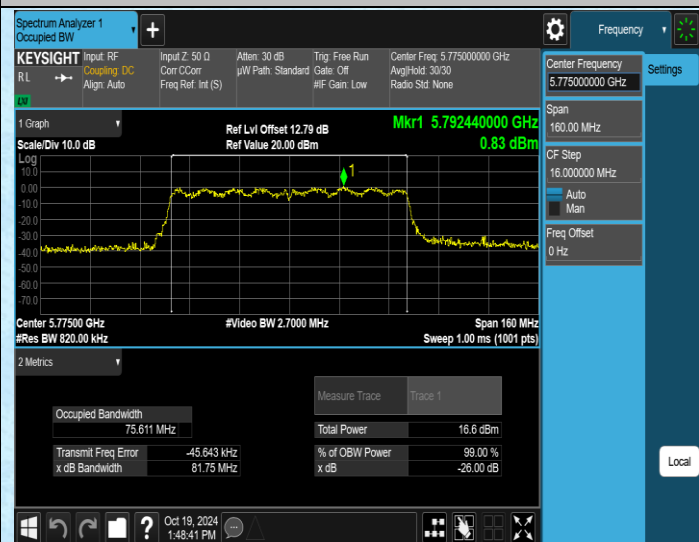 Spectrum Analyzer 1
Occupied BW
+
Frequency
KEYSIGHT
RL
LM
Input: RF
Coupling: DC
Align: Auto
Input Z: 50 Ω
Corr CCorr
Freq Ref: Int (S)
Atten: 30 dB
µW Path: Standard
Trig: Free Run
Gate: Off
#IF Gain: Low
Center Freq: 5.775000000 GHz
Avg|Hold: 30/30
Radio Std: None
Center Frequency
5.775000000 GHz
Settings
Span
160.00 MHz
CF Step
16.000000 MHz
Auto
Man
Freq Offset
0 Hz
Local
1 Graph
Ref Lvl Offset 12.79 dB
Mkr1 5.792440000 GHz
Scale/Div 10.0 dB
Ref Value 20.00 dBm
0.83 dBm
Log
10.0
0.00
-10.0
-20.0
-30.0
-40.0
-50.0
-60.0
-70.0
1
Center 5.77500 GHz
#Video BW 2.7000 MHz
Span 160 MHz
#Res BW 820.00 kHz
Sweep 1.00 ms (1001 pts)
2 Metrics
Measure Trace
Trace 1
Occupied Bandwidth
75.611 MHz
Total Power
16.6 dBm
Transmit Freq Error
-45.643 kHz
% of OBW Power
99.00 %
x dB Bandwidth
81.75 MHz
x dB
-26.00 dB
?
Oct 19, 2024
1:48:41 PM